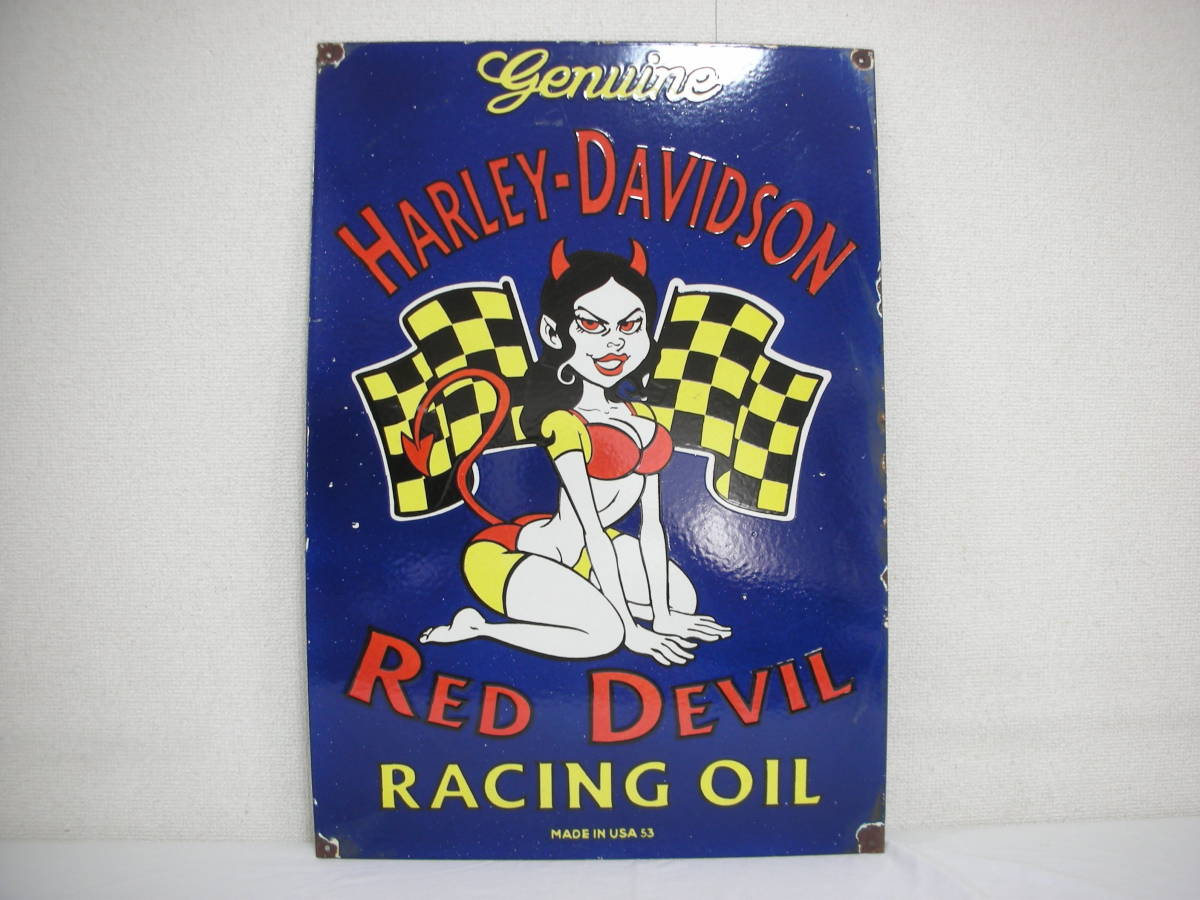 Genuine
HARLEY-DAVIDSON
RED DEVIL
RACING OIL
MADE IN USA 53